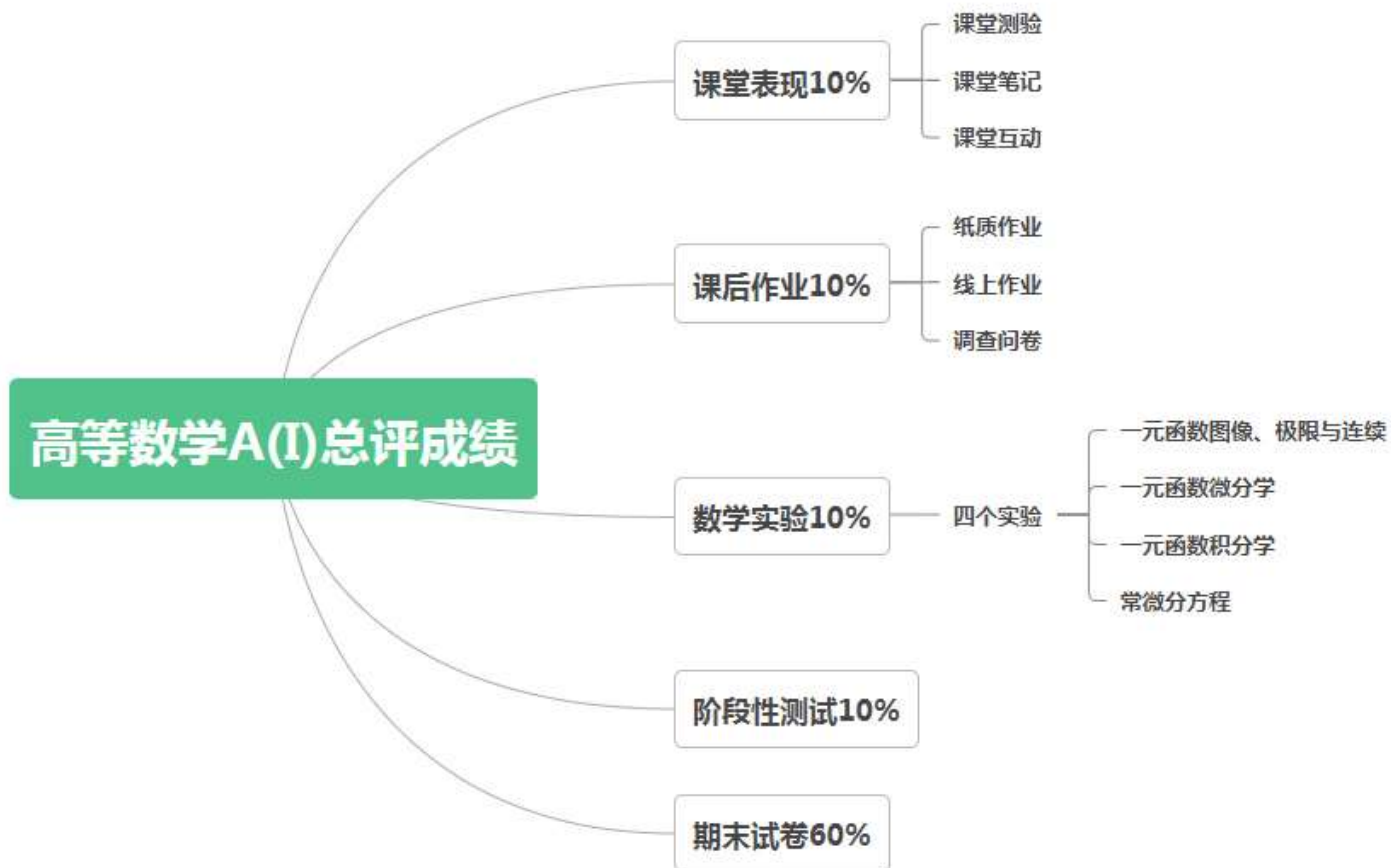 高等数学A(I)总评成绩
课堂表现10%
课堂测验
课堂笔记
课堂互动
课后作业10%
纸质作业
线上作业
调查问卷
数学实验10%
四个实验
一元函数图像、极限与连续
一元函数微分学
一元函数积分学
常微分方程
阶段性测试10%
期末试卷60%